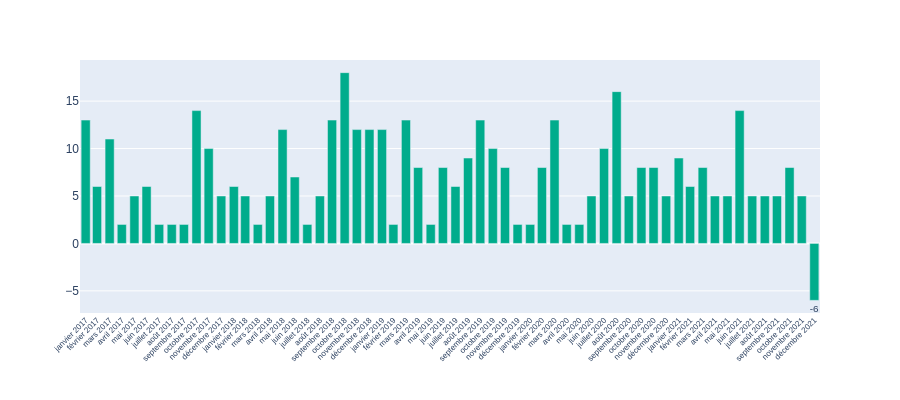 15
10
5
0
−5
-6
janvier 2017
février 2017
mars 2017
avril 2017
mai 2017
juin 2017
juillet 2017
août 2017
septembre 2017
octobre 2017
novembre 2017
décembre 2017
janvier 2018
février 2018
mars 2018
avril 2018
mai 2018
juin 2018
juillet 2018
août 2018
septembre 2018
octobre 2018
novembre 2018
décembre 2018
janvier 2019
février 2019
mars 2019
avril 2019
mai 2019
juin 2019
juillet 2019
août 2019
septembre 2019
octobre 2019
novembre 2019
décembre 2019
janvier 2020
février 2020
mars 2020
avril 2020
mai 2020
juin 2020
juillet 2020
août 2020
septembre 2020
octobre 2020
novembre 2020
décembre 2020
janvier 2021
février 2021
mars 2021
avril 2021
mai 2021
juin 2021
juillet 2021
août 2021
septembre 2021
octobre 2021
novembre 2021
décembre 2021